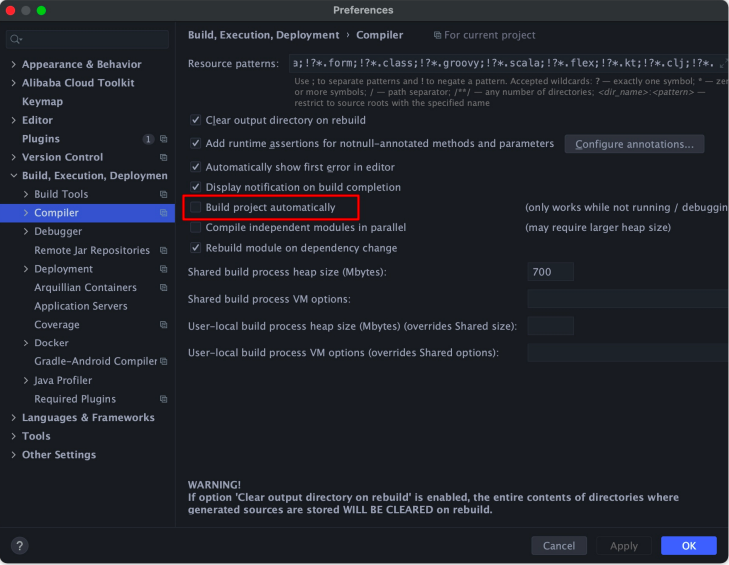 Preferences
Build, Execution, Deployment › Compiler For current project
Appearance & Behavior
Alibaba Cloud Toolkit
Keymap
Editor
Plugins 1
Version Control
Build, Execution, Deploymen
Build Tools
Compiler
Debugger
Remote Jar Repositories
Deployment
Arquillian Containers
Application Servers
Coverage
Docker
Gradle-Android Compiler
Java Profiler
Required Plugins
Languages & Frameworks
Tools
Other Settings
Resource patterns: a;!?*.form;!?*.class;!?*.groovy;!?*.scala;!?*.flex;!?*.kt;!?*.clj;!?*.
Use ; to separate patterns and ! to negate a pattern. Accepted wildcards: ? — exactly one symbol; * — zer
or more symbols; / — path separator; /**/ — any number of directories; <dir_name>:<pattern> —
restrict to source roots with the specified name
Clear output directory on rebuild
Add runtime assertions for notnull-annotated methods and parameters Configure annotations...
Automatically show first error in editor
Display notification on build completion
Build project automatically (only works while not running / debuggin
Compile independent modules in parallel (may require larger heap size)
Rebuild module on dependency change
Shared build process heap size (Mbytes): 700
Shared build process VM options:
User-local build process heap size (Mbytes) (overrides Shared size):
User-local build process VM options (overrides Shared options):
WARNING!
If option 'Clear output directory on rebuild' is enabled, the entire contents of directories where
generated sources are stored WILL BE CLEARED on rebuild.
? Cancel Apply OK